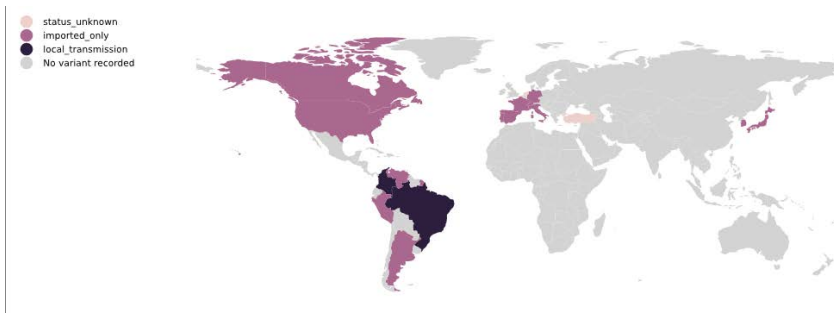 status_unknown
imported_only
local_transmission
No variant recorded